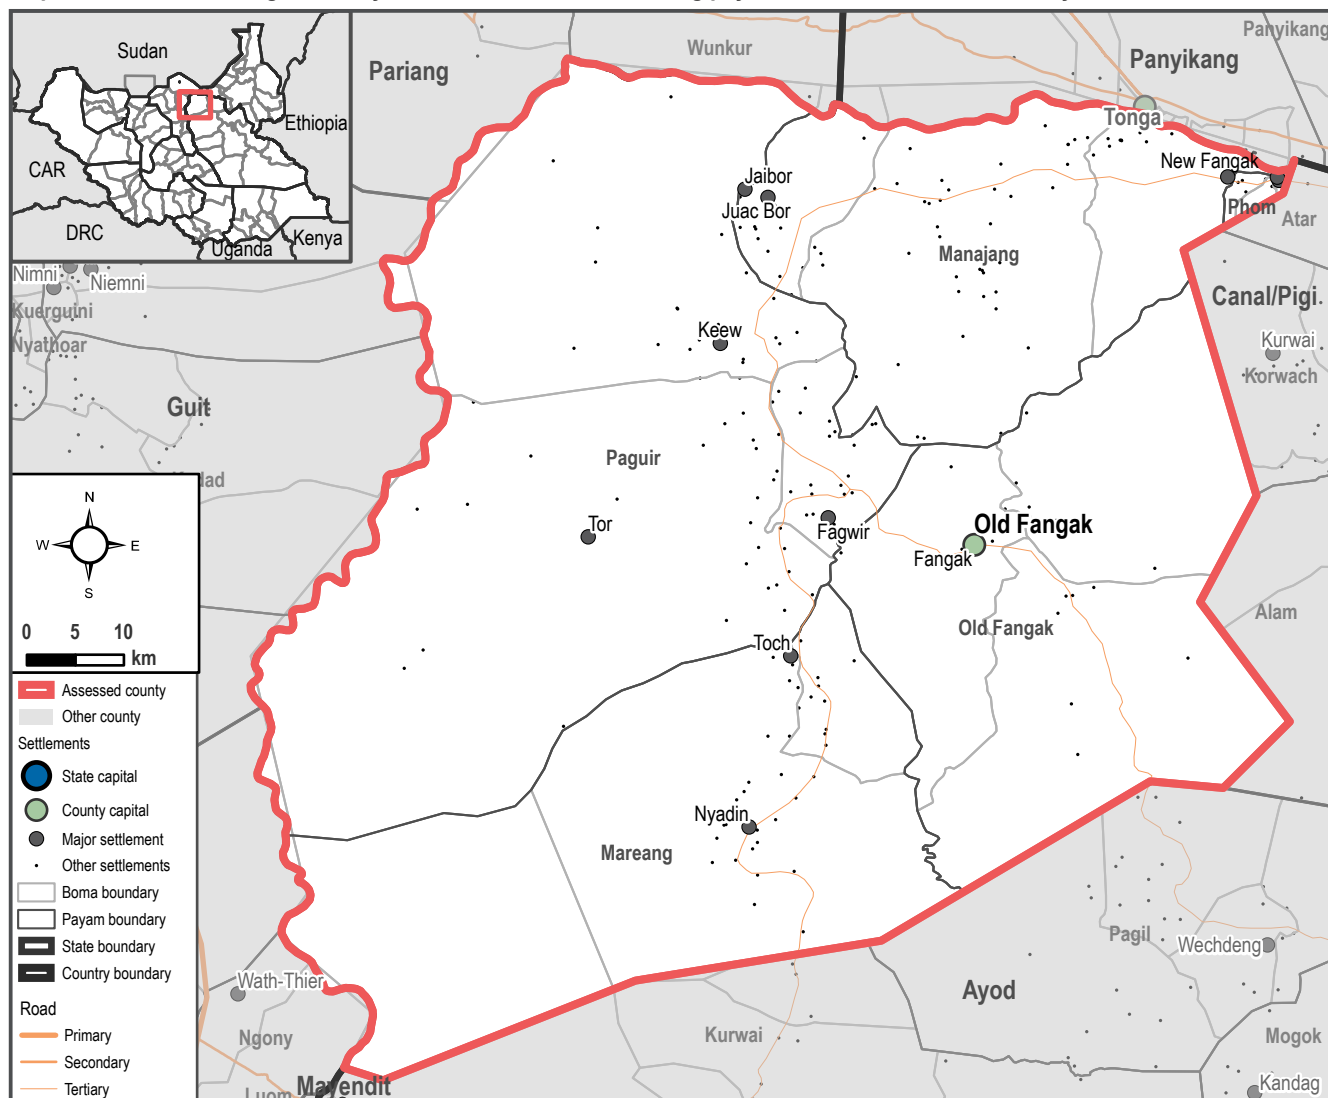 Sudan
Ethiopia
CAR
DRC
Uganda
Kenya
Pariang
Wunkur
Panyikang
Panyikang
Tonga
New Fangak
Phom
Atar
Jaibor
Juac Bor
Manajang
Canal/Pigi
Nimni
Niemni
Kuerguini
Nyathoar
Keew
Kurwai
Korwach
Guit
Paguir
Tor
Fagwir
Old Fangak
Fangak
Old Fangak
Alam
Toch
N
W
E
S
0 5 10
km
Assessed county
Other county
Settlements
State capital
County capital
Major settlement
Other settlements
Boma boundary
Payam boundary
State boundary
Country boundary
Road
Primary
Secondary
Tertiary
Nyadin
Mareang
Pagil
Wechdeng
Wath-Thier
Ayod
Ngony
Kurwai
Mogok
Luom
Mayendit
Kandag